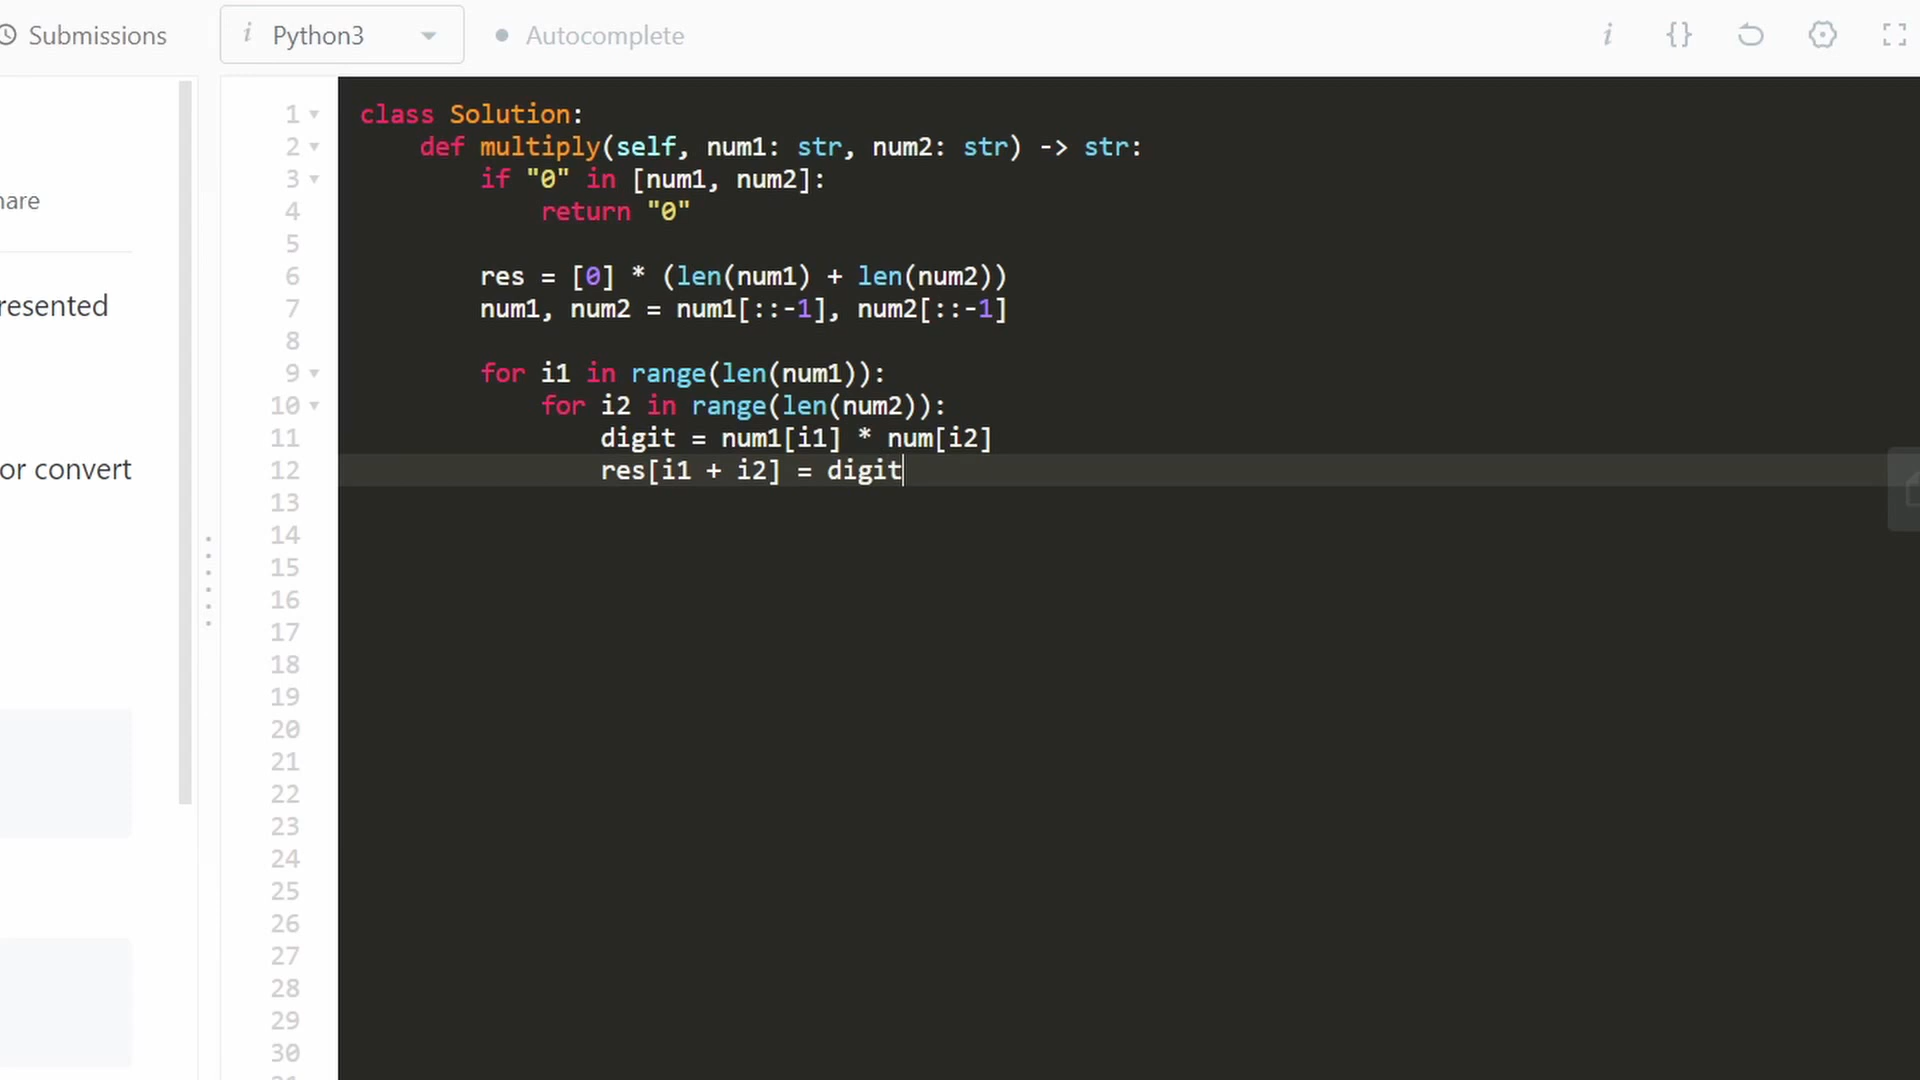 Submissions
i Python3
Autocomplete
i {}
hare
resented
or convert
1 class Solution:
2 def multiply(self, num1: str, num2: str) -> str:
3 if "0" in [num1, num2]:
4 return "0"
5
6 res = [0] * (len(num1) + len(num2))
7 num1, num2 = num1[::-1], num2[::-1]
8
9 for i1 in range(len(num1)):
10 for i2 in range(len(num2)):
11 digit = num1[i1] * num[i2]
12 res[i1 + i2] = digit
13
14
15
16
17
18
19
20
21
22
23
24
25
26
27
28
29
30